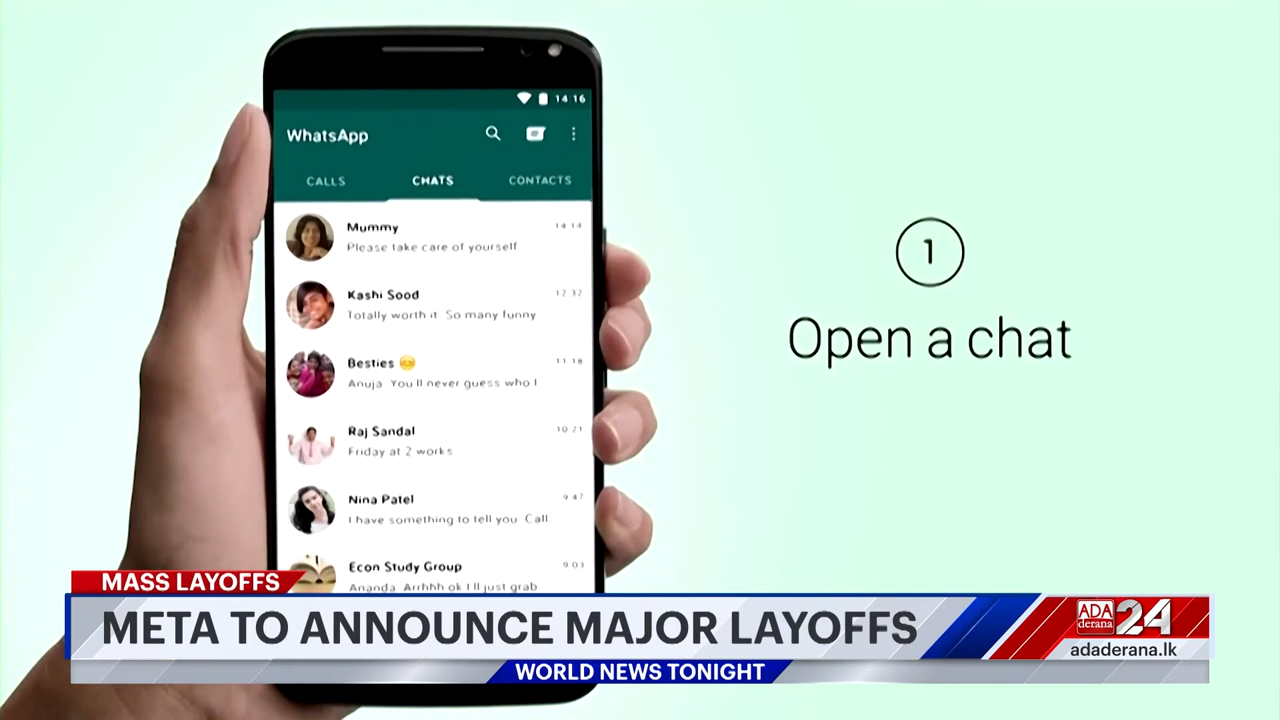 14:16
WhatsApp
CALLS CHATS CONTACTS
Mummy 14:14
Please take care of yourself
Kashi Sood 12:32
Totally worth it. So many funny
Besties 😊 11:18
Anuja: You'll never guess who I
Raj Sandal 10:21
Friday at 2 works
Nina Patel 9:47
I have something to tell you. Call
Econ Study Group 9:03
Ananda: Arrhhh ok I'll just grab
1
Open a chat
MASS LAYOFFS
META TO ANNOUNCE MAJOR LAYOFFS
ADA
derana
24
adaderana.lk
WORLD NEWS TONIGHT